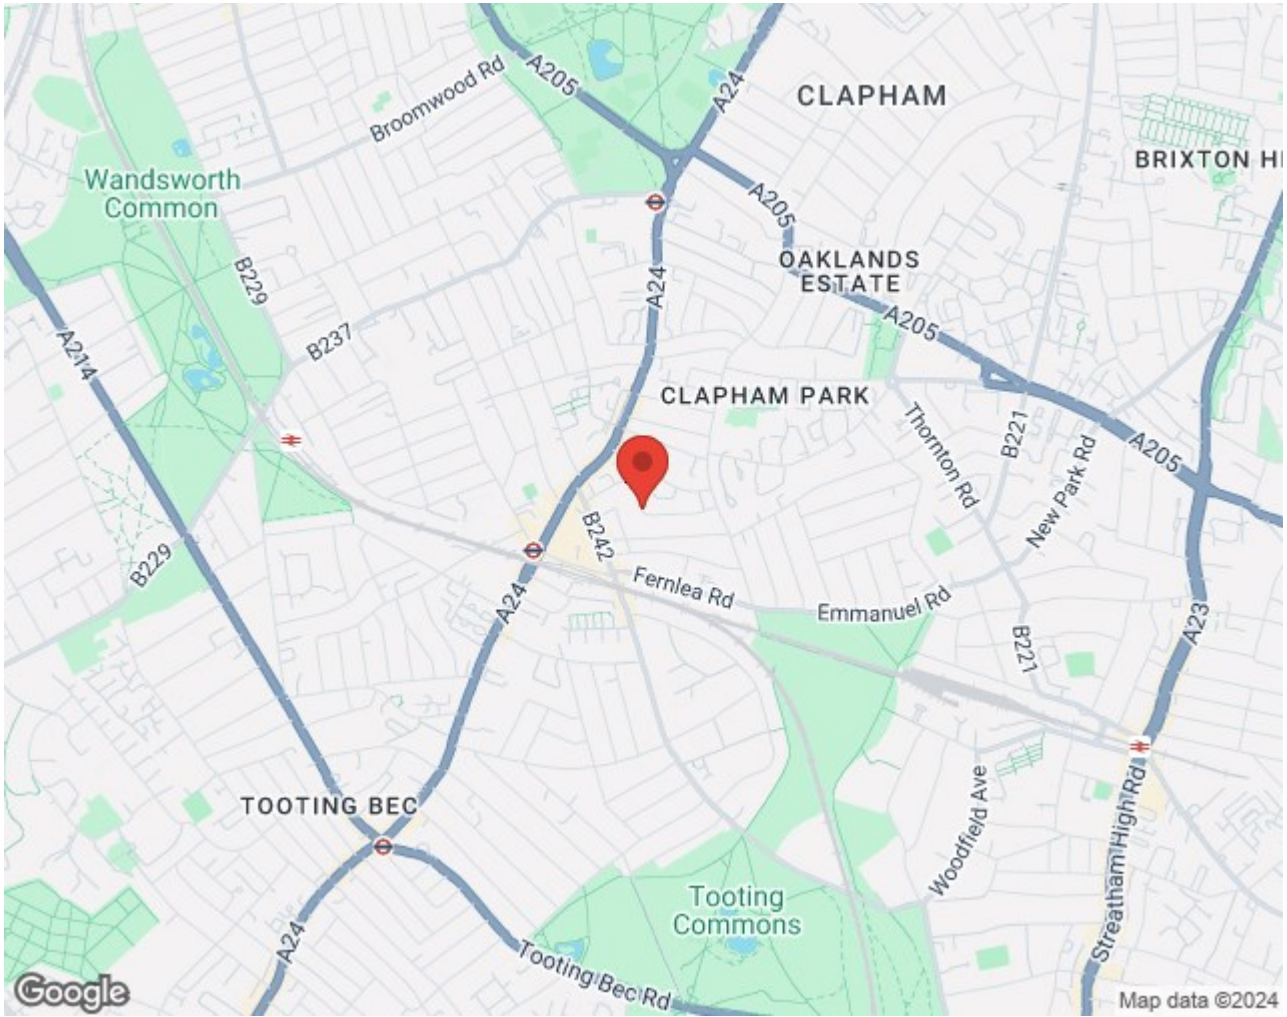 A205
A24
Broomwood Rd
CLAPHAM
BRIXTON HI
Wandsworth
Common
A205
B229
A24
OAKLANDS
ESTATE
A205
B237
A214
CLAPHAM PARK
Thornton Rd
B221
New Park Rd
A205
B242
B229
Fernlea Rd
Emmanuel Rd
A24
A23
B221
TOOTING BEC
Woodfield Ave
Streatham High Rd
Tooting
Commons
A24
Tooting Bec Rd
Google
Map data ©2024